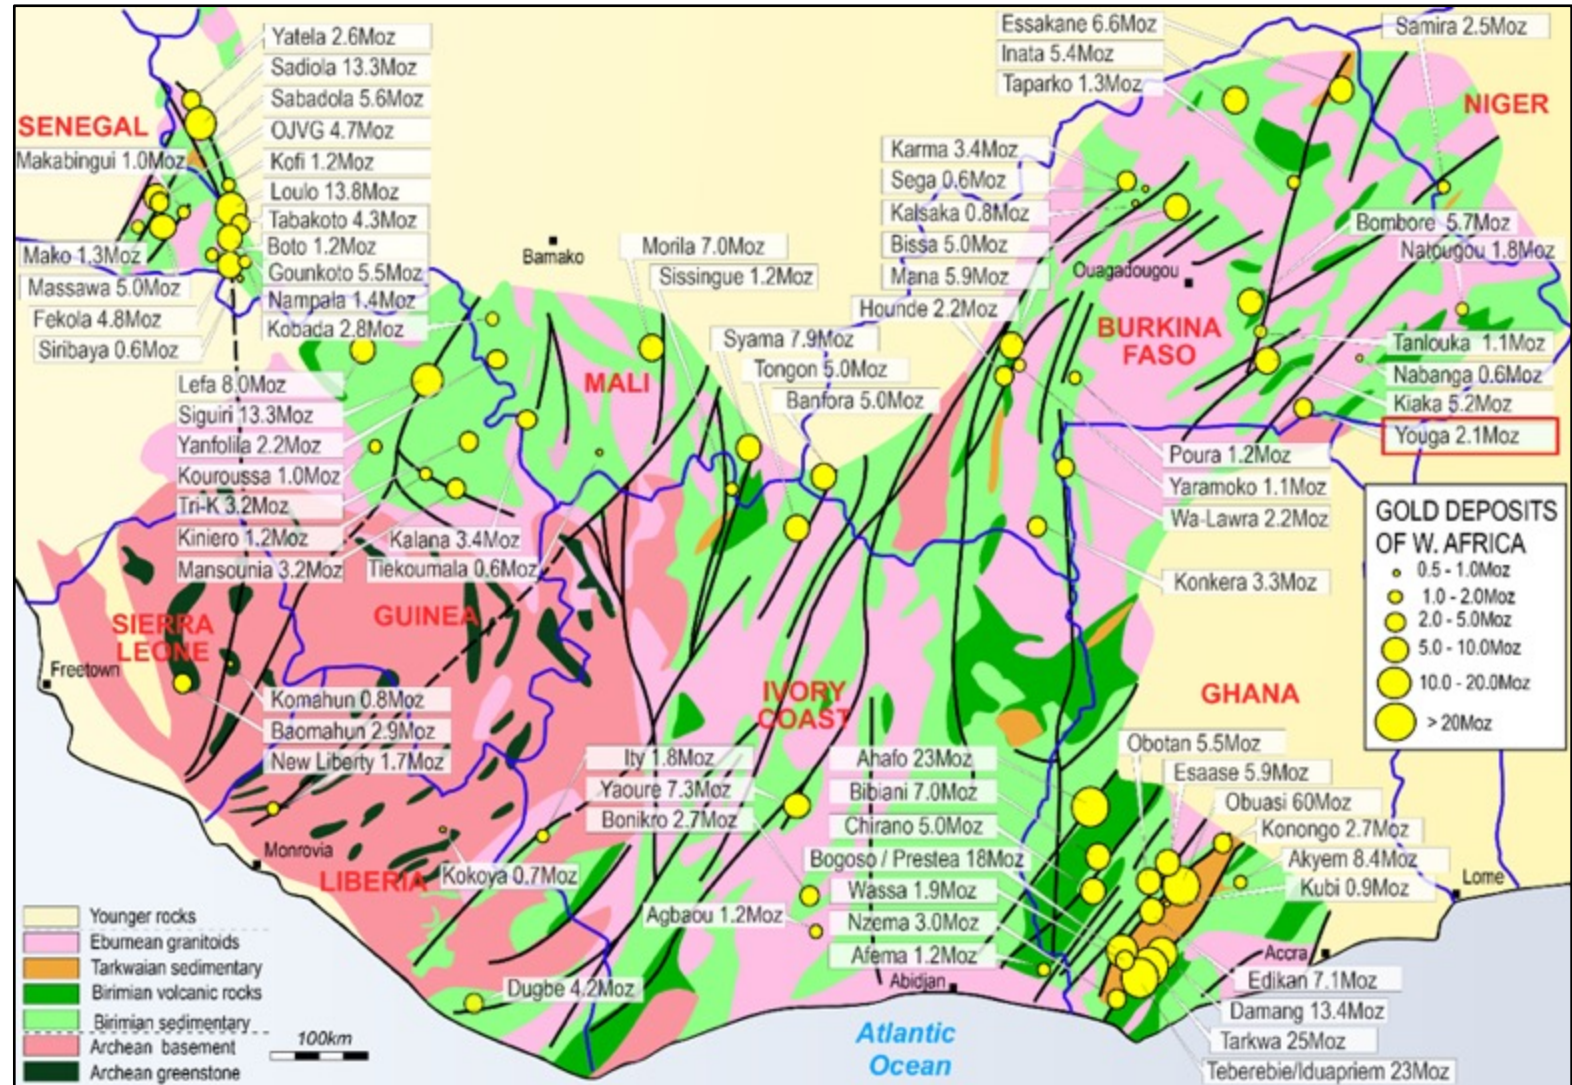 Yatela 2.6Moz
Sadiola 13.3Moz
Sabadola 5.6Moz
OJVG 4.7Moz
Kofi 1.2Moz
Loulo 13.8Moz
Tabakoto 4.3Moz
Boto 1.2Moz
Gounkoto 5.5Moz
Nampala 1.4Moz
Kobada 2.8Moz
SENEGAL
Makabingui 1.0Moz
Mako 1.3Moz
Massawa 5.0Moz
Fekola 4.8Moz
Siribaya 0.6Moz
Lefa 8.0Moz
Siguiri 13.3Moz
Yanfolila 2.2Moz
Kouroussa 1.0Moz
Tri-K 3.2Moz
Kiniero 1.2Moz
Mansounia 3.2Moz
Kalana 3.4Moz
Tiekoumala 0.6Moz
Bamako
Morila 7.0Moz
Sissingue 1.2Moz
Syama 7.9Moz
Tongon 5.0Moz
Banfora 5.0Moz
MALI
Essakane 6.6Moz
Inata 5.4Moz
Taparko 1.3Moz
Samira 2.5Moz
NIGER
Karma 3.4Moz
Sega 0.6Moz
Kalsaka 0.8Moz
Bissa 5.0Moz
Mana 5.9Moz
Hounde 2.2Moz
Ouagadougou
BURKINA
FASO
Bombore 5.7Moz
Natougou 1.8Moz
Tanlouka 1.1Moz
Nabanga 0.6Moz
Kiaka 5.2Moz
Youga 2.1Moz
Poura 1.2Moz
Yaramoko 1.1Moz
Wa-Lawra 2.2Moz
Konkera 3.3Moz
GOLD DEPOSITS
OF W. AFRICA
0.5 - 1.0Moz
1.0 - 2.0Moz
2.0 - 5.0Moz
5.0 - 10.0Moz
10.0 - 20.0Moz
> 20Moz
SIERRA
LEONE
GUINEA
Freetown
Komahun 0.8Moz
Baomahun 2.9Moz
New Liberty 1.7Moz
Monrovia
LIBERIA
Kokoya 0.7Moz
IVORY
COAST
GHANA
Ity 1.8Moz
Yaoure 7.3Moz
Bonikro 2.7Moz
Agbaou 1.2Moz
Dugbe 4.2Moz
Ahafo 23Moz
Bibiani 7.0Moz
Chirano 5.0Moz
Bogoso / Prestea 18Moz
Wassa 1.9Moz
Nzema 3.0Moz
Afema 1.2Moz
Abidjan
Obotan 5.5Moz
Esaase 5.9Moz
Obuasi 60Moz
Konongo 2.7Moz
Akyem 8.4Moz
Kubi 0.9Moz
Lome
Accra
Edikan 7.1Moz
Damang 13.4Moz
Tarkwa 25Moz
Teberebie/Iduapriem 23Moz
Atlantic
Ocean
Younger rocks
Eburnean granitoids
Tarkwaian sedimentary
Birimian volcanic rocks
Birimian sedimentary
Archean basement
Archean greenstone
100km